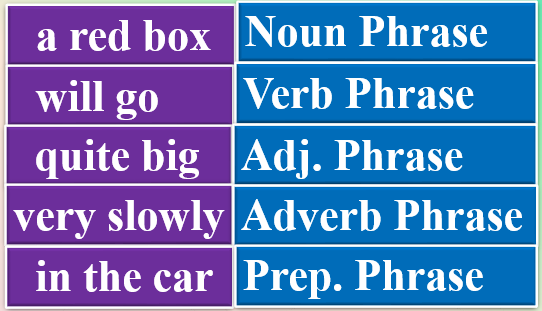 a red box Noun Phrase
will go Verb Phrase
quite big Adj. Phrase
very slowly Adverb Phrase
in the car Prep. Phrase